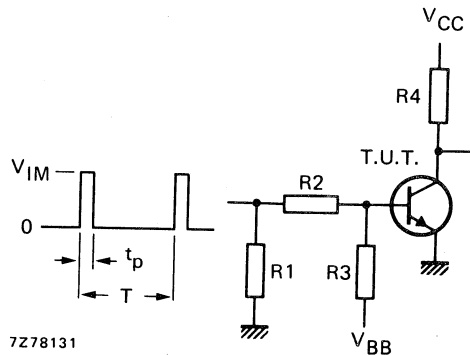 V_CC
R4
T.U.T.
V_IM
R2
0
t_p
R1
R3
T
V_BB
7Z78131